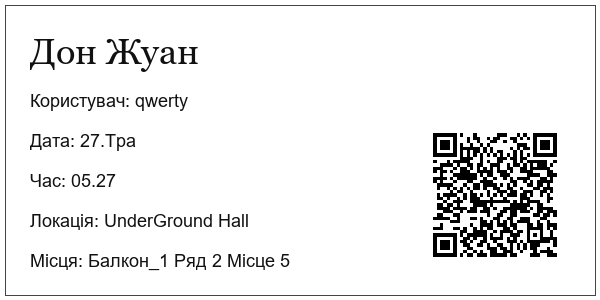 Дон Жуан
Користувач: qwerty
Дата: 27.Тра
Час: 05.27
Локація: UnderGround Hall
Місця: Балкон_1 Ряд 2 Місце 5